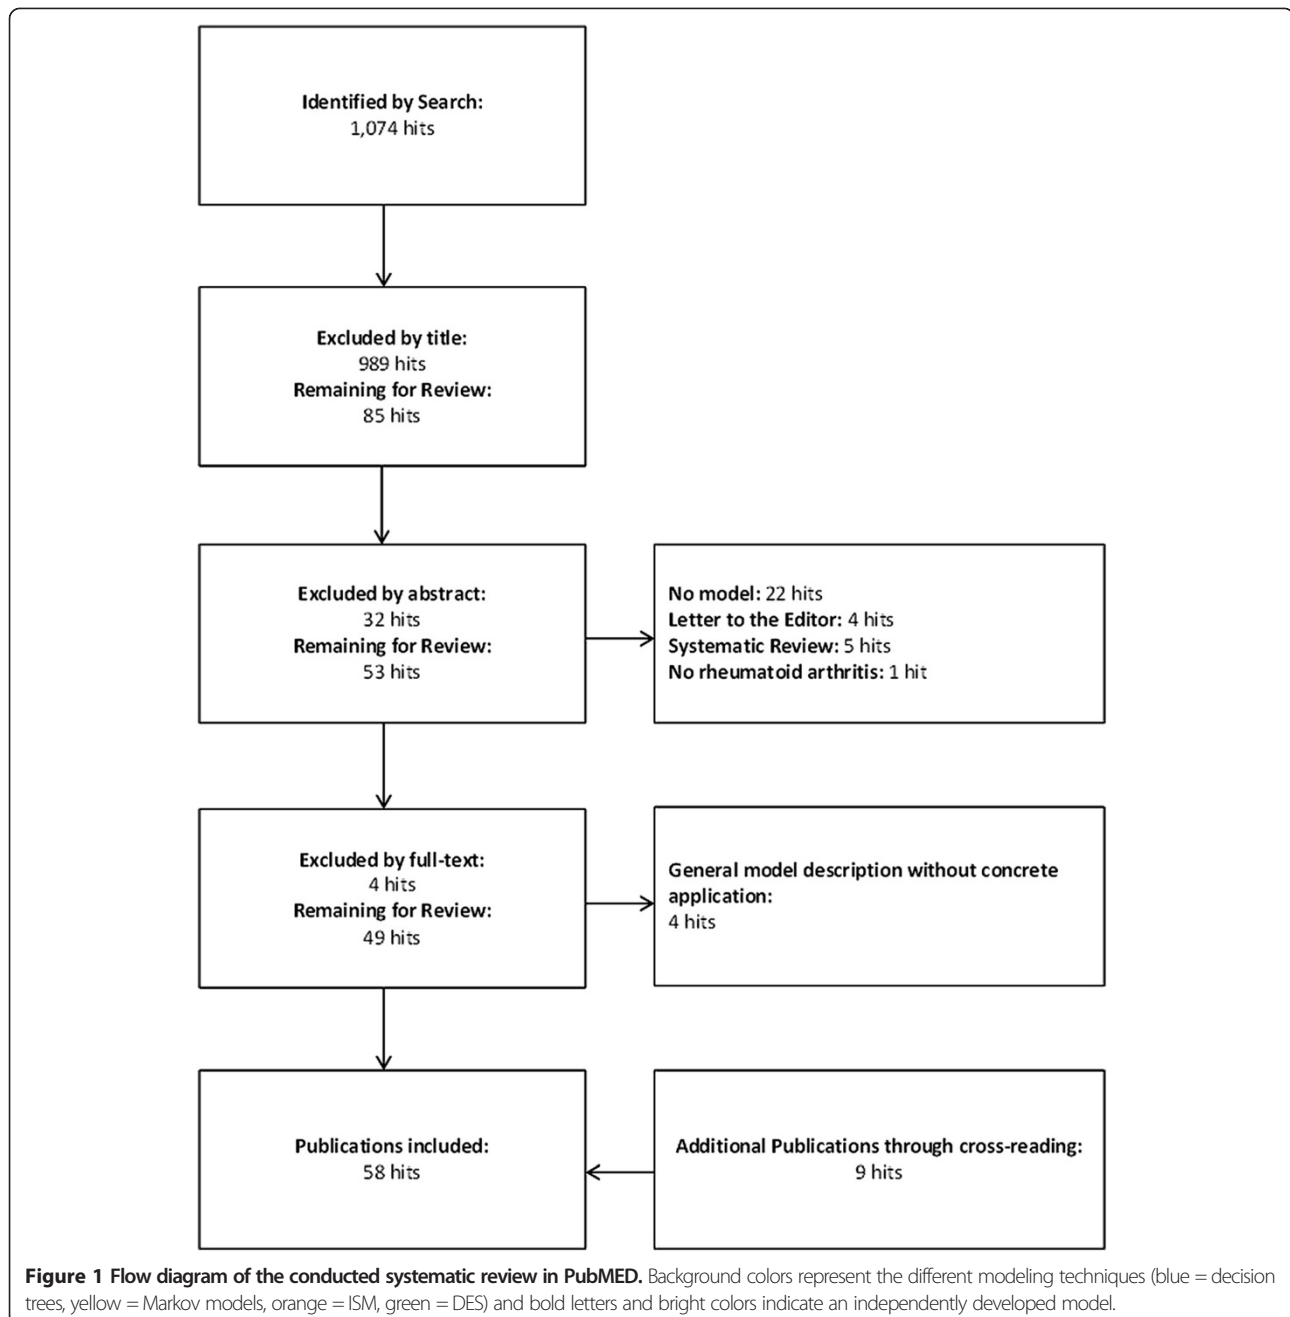 Identified by Search:
1,074 hits
Excluded by title:
989 hits
Remaining for Review:
85 hits
Excluded by abstract:
32 hits
Remaining for Review:
53 hits
No model: 22 hits
Letter to the Editor: 4 hits
Systematic Review: 5 hits
No rheumatoid arthritis: 1 hit
Excluded by full-text:
4 hits
Remaining for Review:
49 hits
General model description without concrete
application:
4 hits
Publications included:
58 hits
Additional Publications through cross-reading:
9 hits
Figure 1 Flow diagram of the conducted systematic review in PubMED. Background colors represent the different modeling techniques (blue = decision
trees, yellow = Markov models, orange = ISM, green = DES) and bold letters and bright colors indicate an independently developed model.